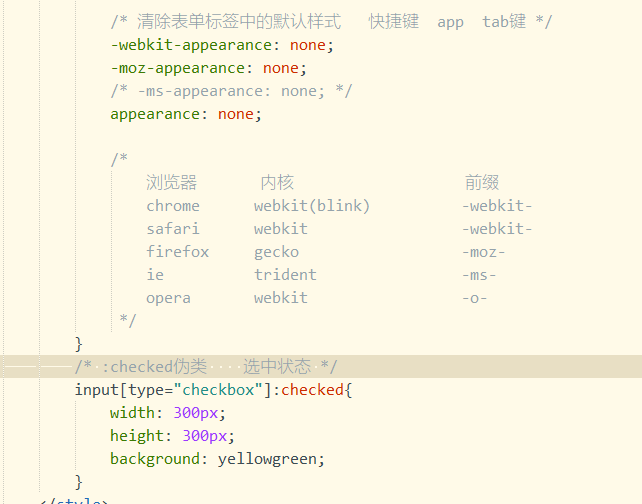 /* 清除表单标签中的默认样式   快捷键  app  tab键 */
-webkit-appearance: none;
-moz-appearance: none;
/* -ms-appearance: none; */
appearance: none;
/*
浏览器 内核 前缀
chrome webkit(blink) -webkit-
safari webkit -webkit-
firefox gecko -moz-
ie trident -ms-
opera webkit -o-
*/
}
/* :checked伪类 选中状态 */
input[type="checkbox"]:checked{
width: 300px;
height: 300px;
background: yellowgreen;
}
</style>